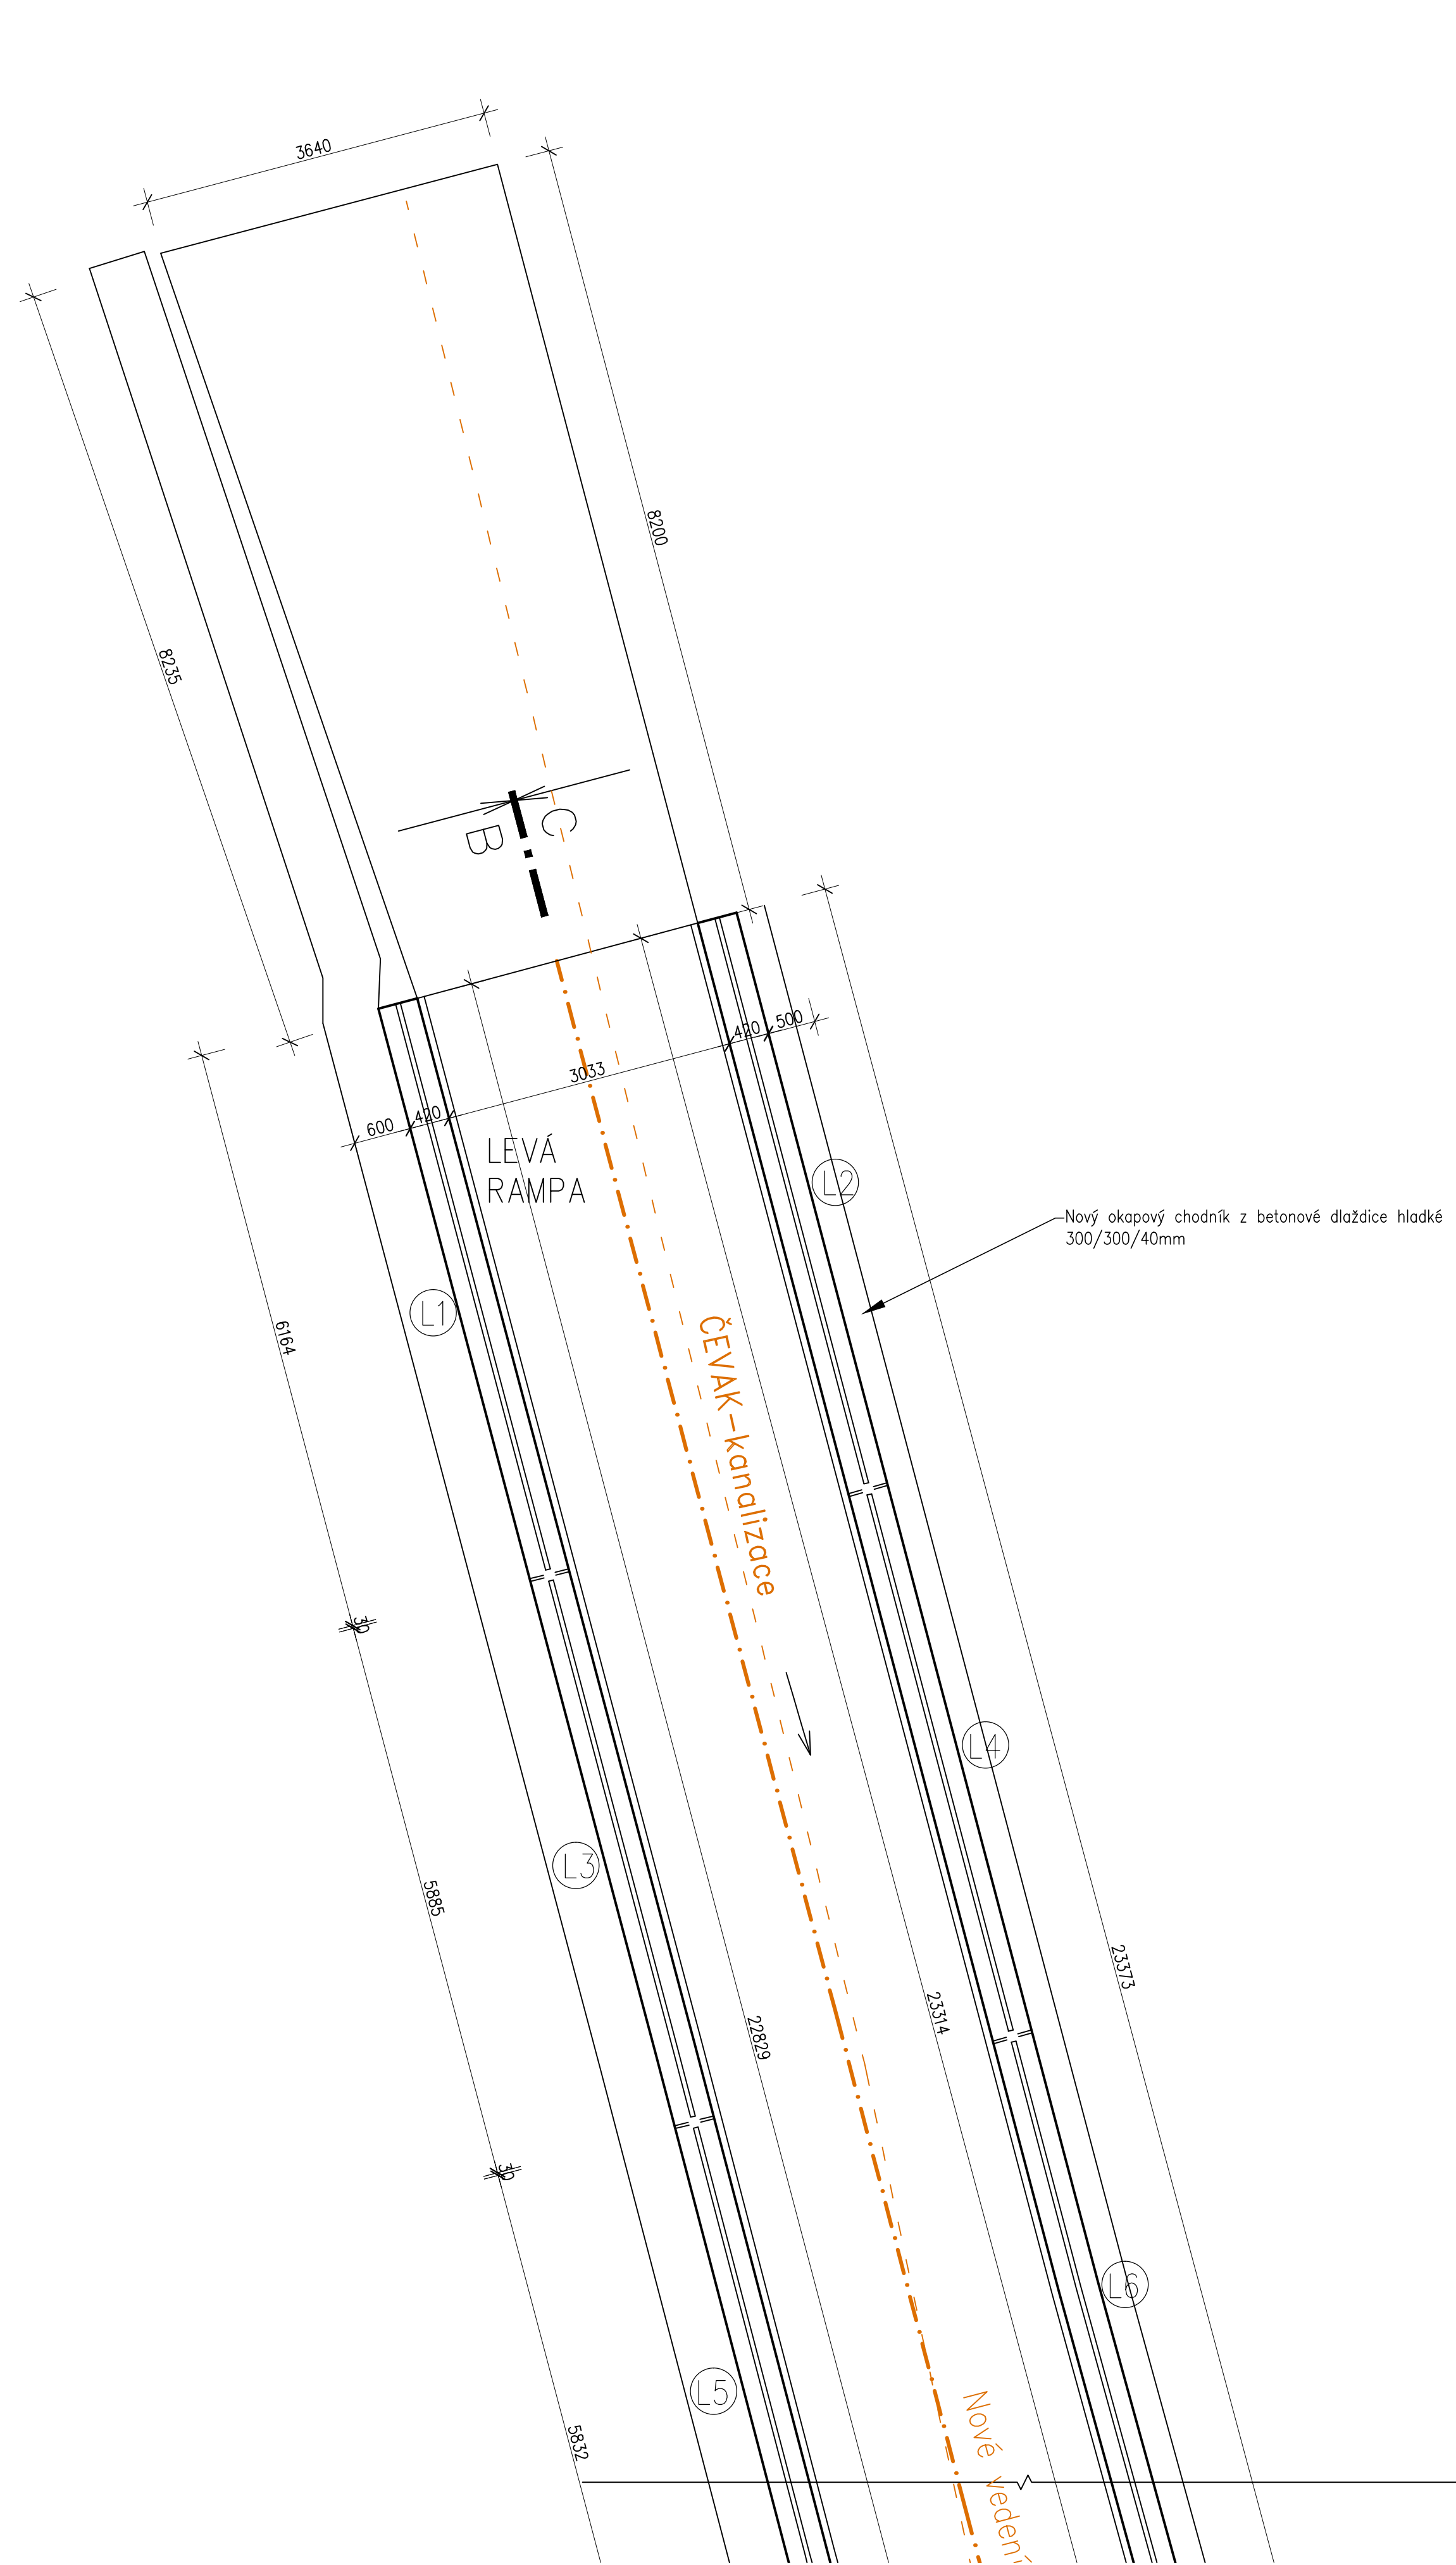 3640
8200
8235
C
B
420
500
3033
600
420
LEVÁ
RAMPA
L2
Nový okapový chodník z betonové dlaždice hladké
300/300/40mm
L1
6164
ČEVAK-kanalizace
30
L4
L3
5885
23373
23314
22829
30
L6
L5
5832
Nové vedení